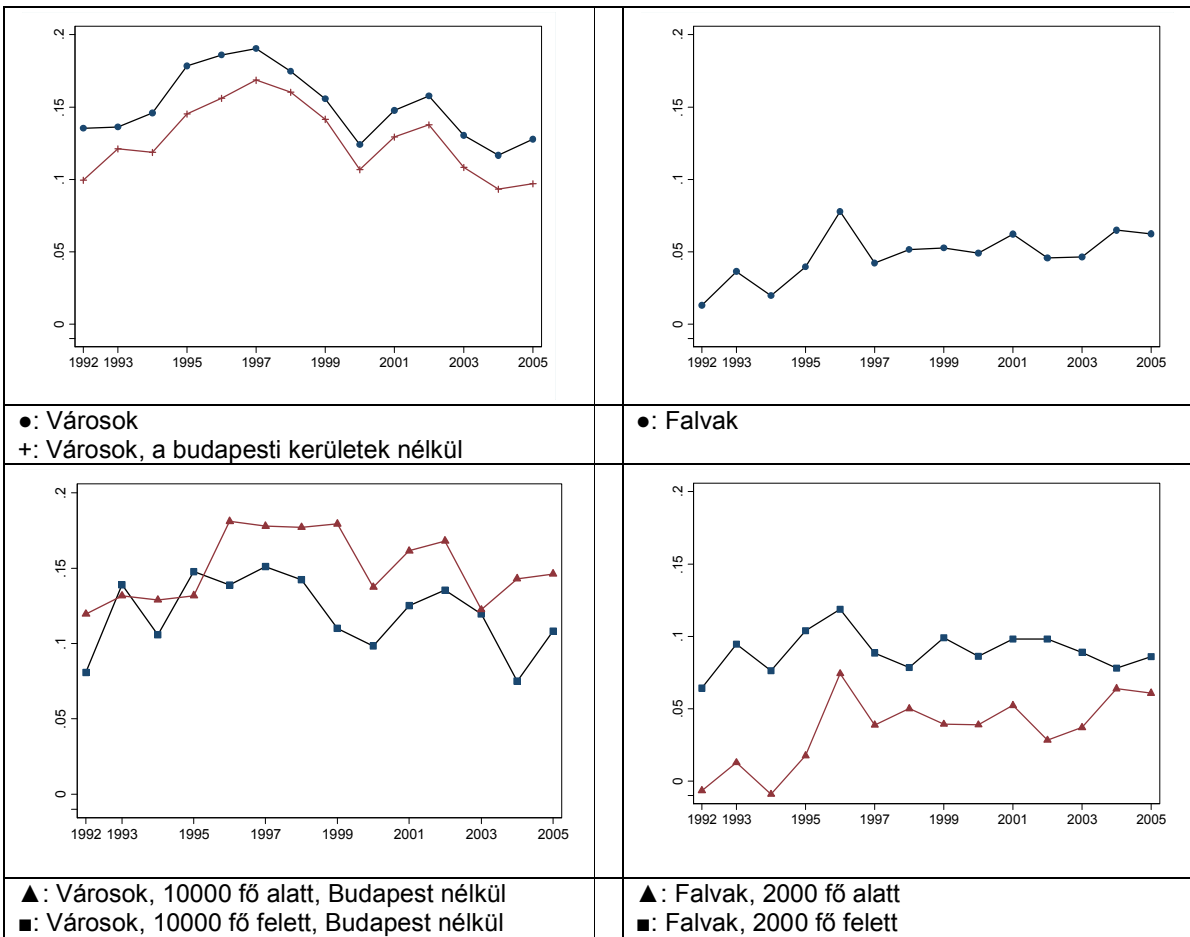 .2
.15
.1
.05
0
1992 1993 1995 1997 1999 2001 2003 2005
.2
.15
.1
.05
0
1992 1993 1995 1997 1999 2001 2003 2005
●: Városok
+: Városok, a budapesti kerületek nélkül
●: Falvak
.2
.15
.1
.05
0
1992 1993 1995 1997 1999 2001 2003 2005
.2
.15
.1
.05
0
1992 1993 1995 1997 1999 2001 2003 2005
▲: Városok, 10000 fő alatt, Budapest nélkül
■: Városok, 10000 fő felett, Budapest nélkül
▲: Falvak, 2000 fő alatt
■: Falvak, 2000 fő felett